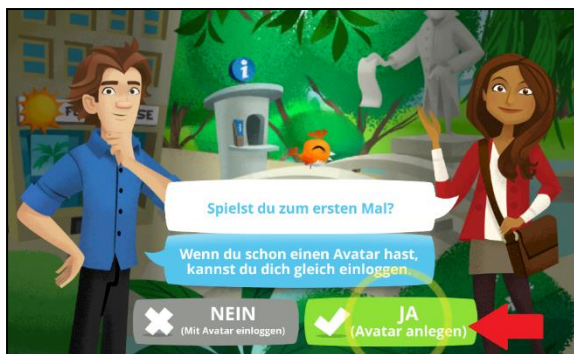 Spielst du zum ersten Mal?
Wenn du schon einen Avatar hast,
kannst du dich gleich einloggen.
NEIN
(Mit Avatar einloggen)
JA
(Avatar anlegen)